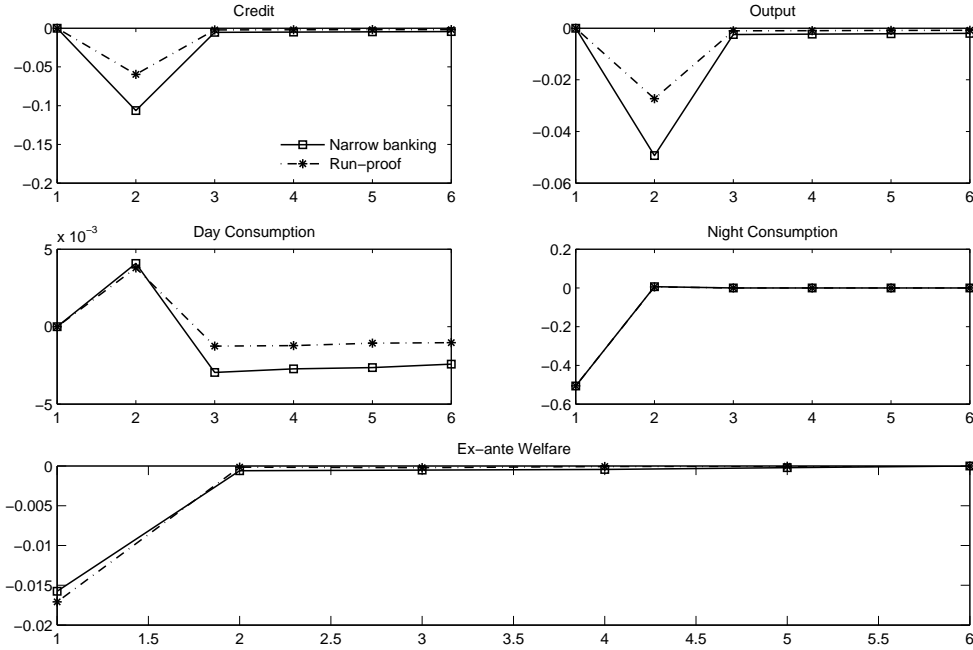 Credit
0
−0.05
−0.1
−0.15
−0.2
1 2 3 4 5 6
Narrow banking
Run−proof
Output
0
−0.02
−0.04
−0.06
1 2 3 4 5 6
Day Consumption
x 10⁻³
5
0
−5
1 2 3 4 5 6
Night Consumption
0.2
0
−0.2
−0.4
−0.6
1 2 3 4 5 6
Ex−ante Welfare
0
−0.005
−0.01
−0.015
−0.02
1 1.5 2 2.5 3 3.5 4 4.5 5 5.5 6